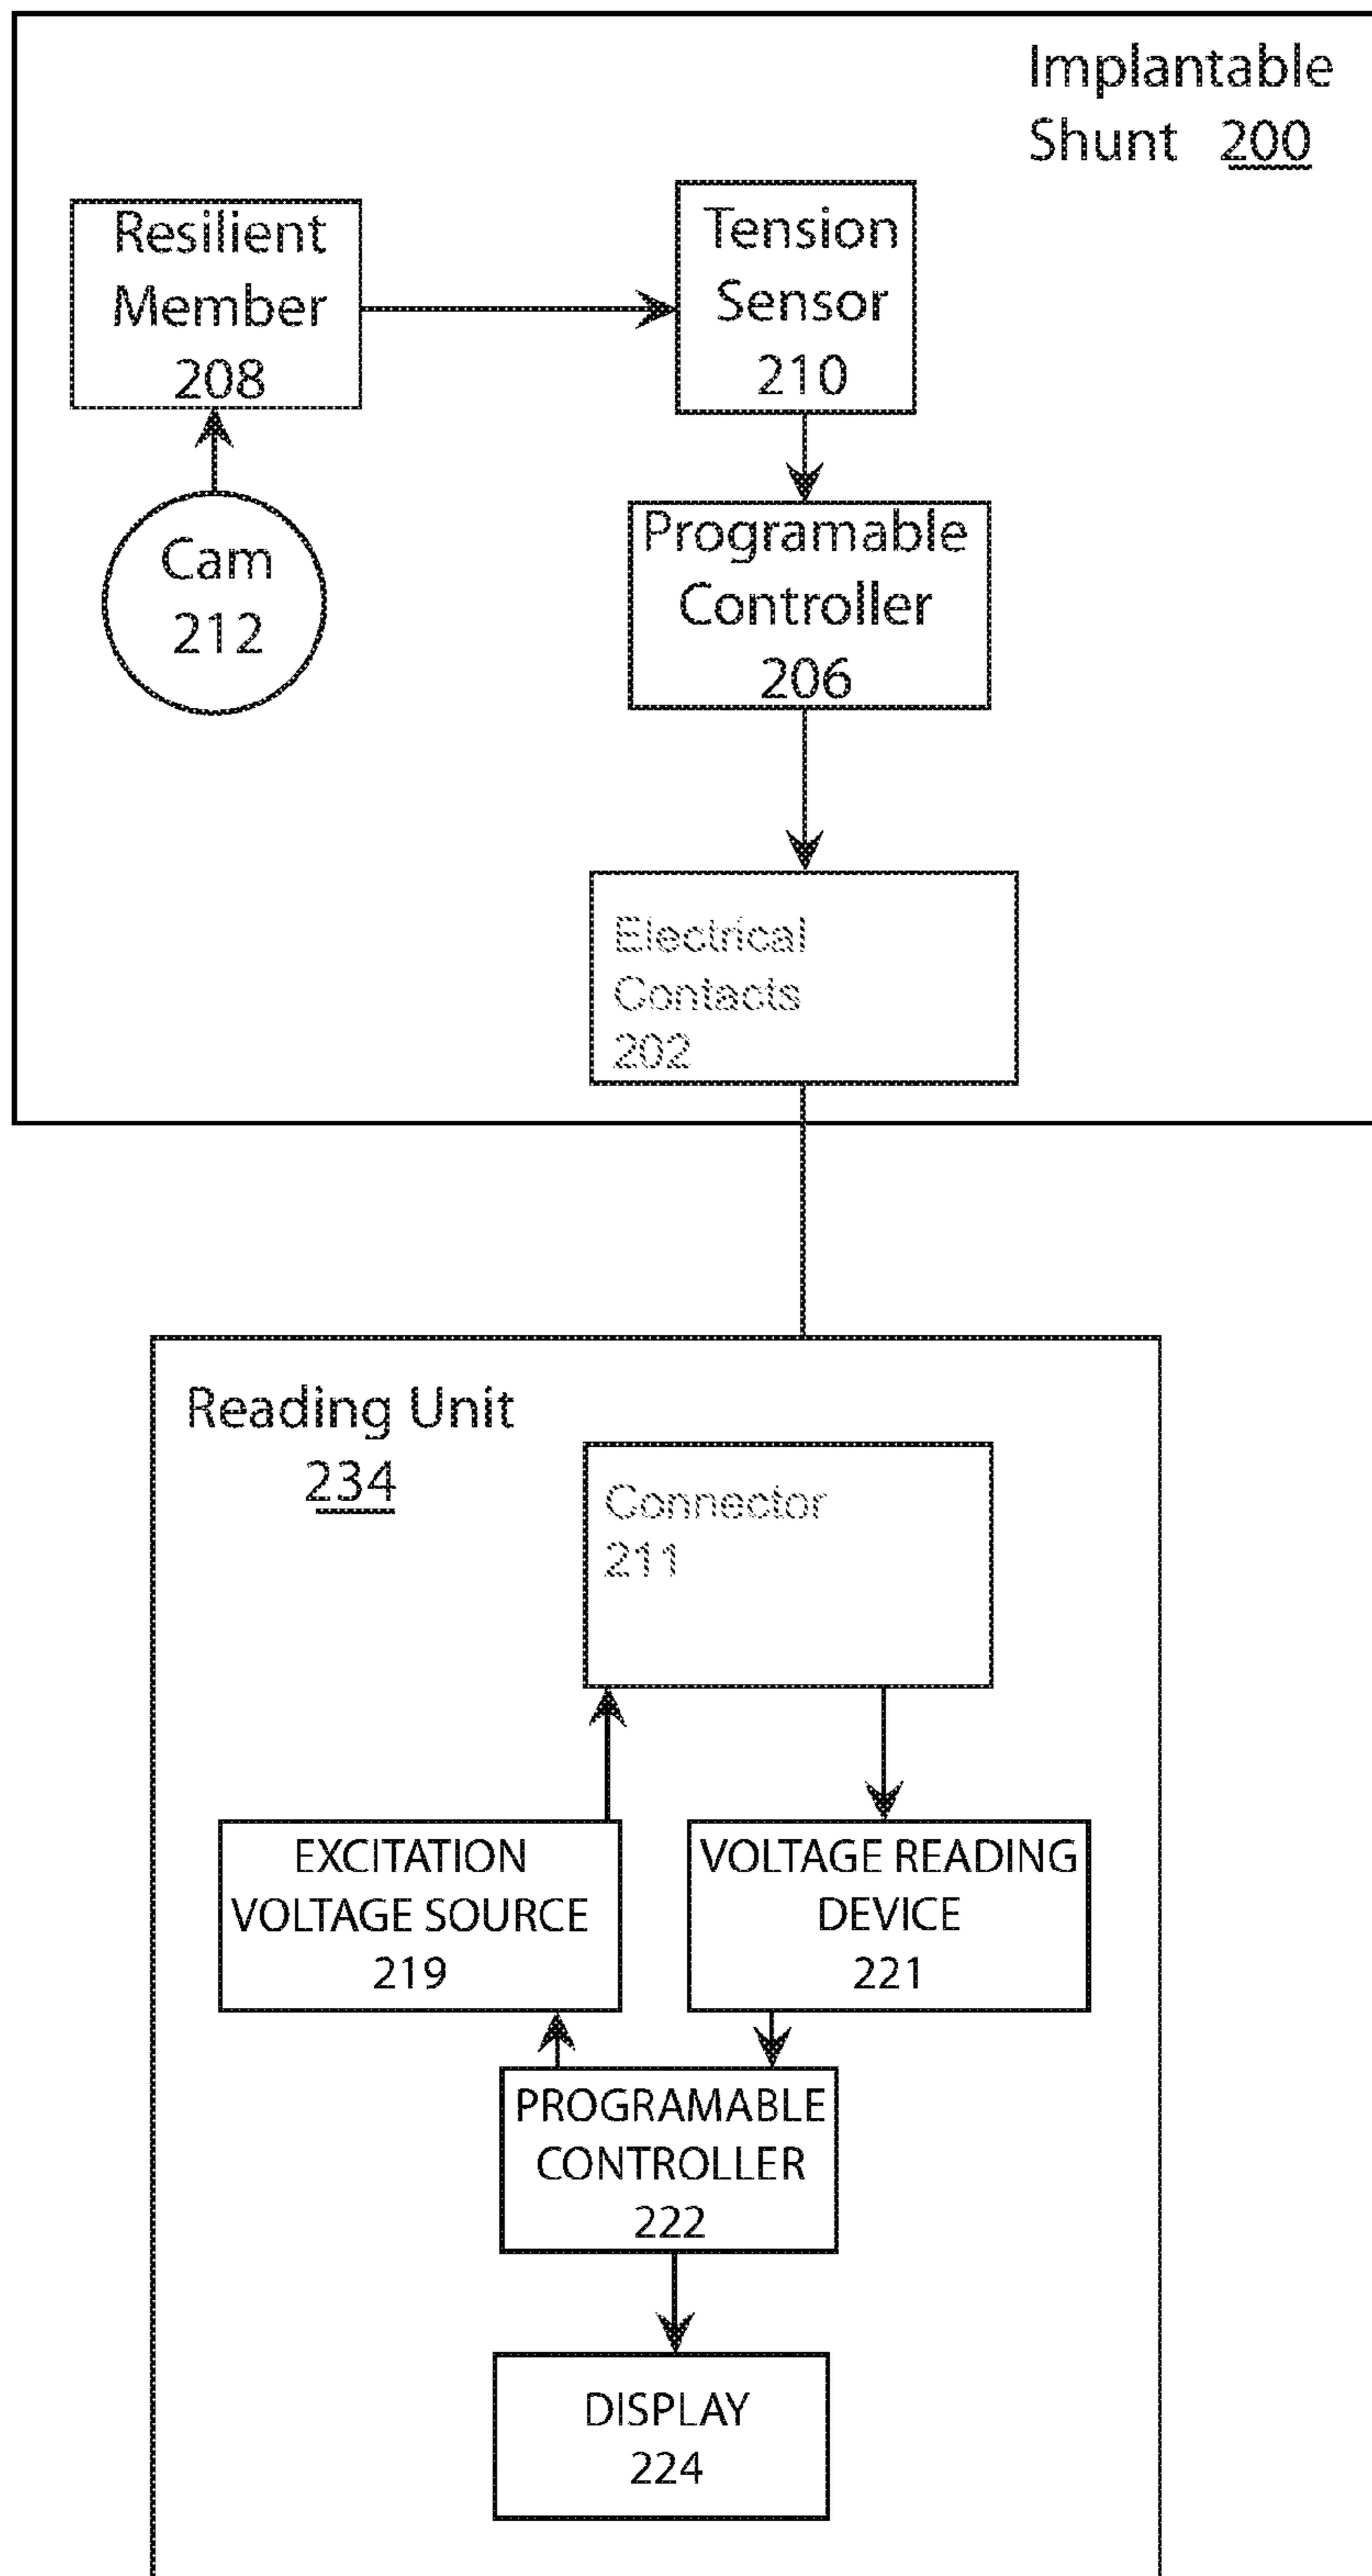 Implantable
Shunt 200
Resilient
Member
208
Tension
Sensor
210
Cam
212
Programable
Controller
206
Electrical
Contacts
202
Reading Unit
234
Connector
211
EXCITATION
VOLTAGE SOURCE
219
VOLTAGE READING
DEVICE
221
PROGRAMABLE
CONTROLLER
222
DISPLAY
224